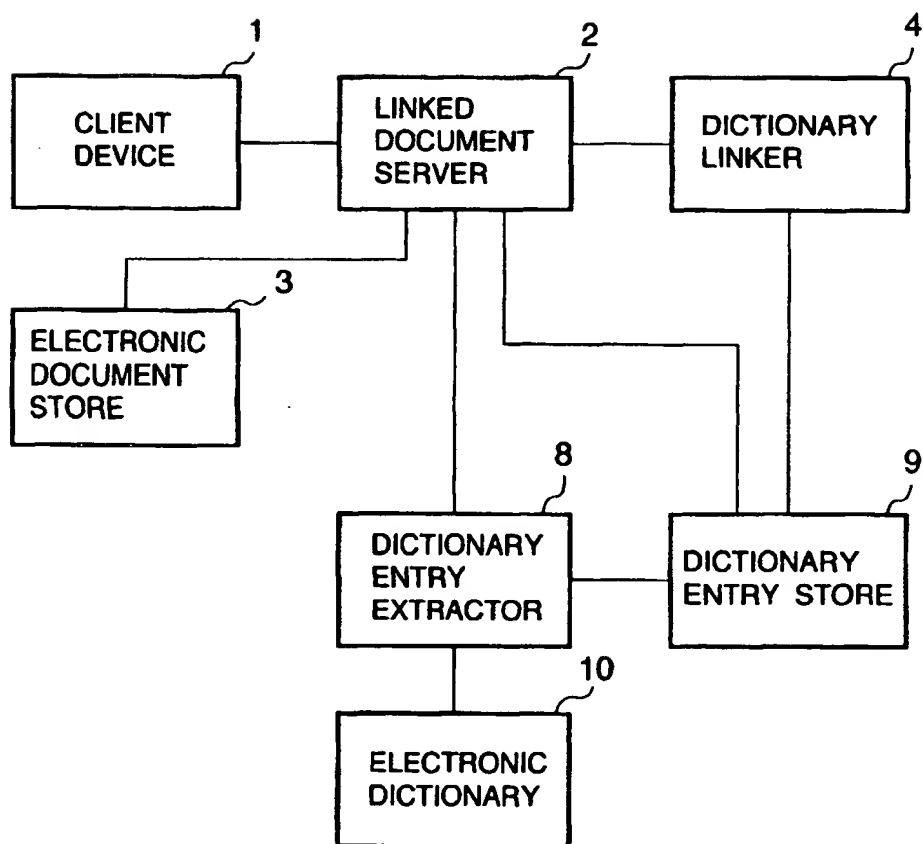 1
CLIENT
DEVICE
2
LINKED
DOCUMENT
SERVER
4
DICTIONARY
LINKER
3
ELECTRONIC
DOCUMENT
STORE
8
DICTIONARY
ENTRY
EXTRACTOR
9
DICTIONARY
ENTRY STORE
10
ELECTRONIC
DICTIONARY